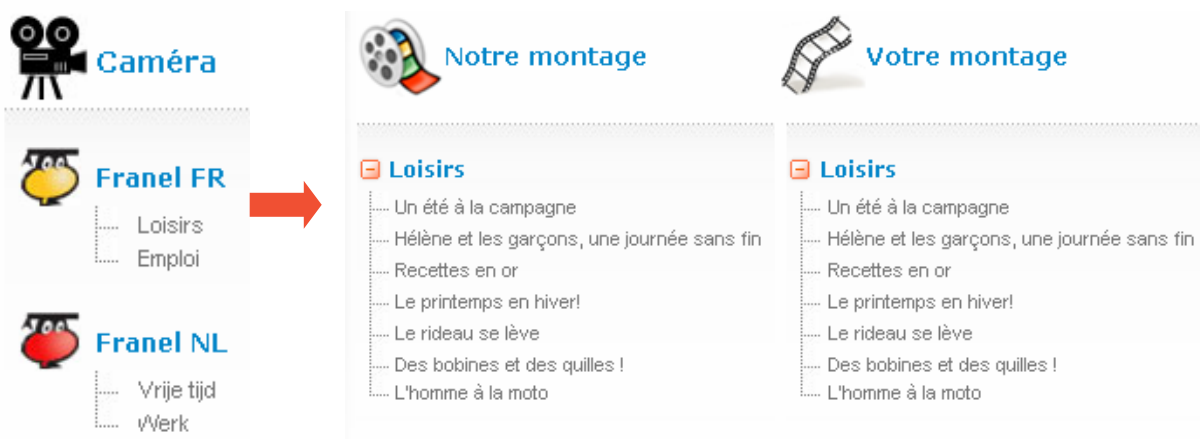 Caméra
Franel FR
Loisirs
Emploi
Franel NL
Vrije tijd
Werk
Notre montage
Loisirs
Un été à la campagne
Hélène et les garçons, une journée sans fin
Recettes en or
Le printemps en hiver!
Le rideau se lève
Des bobines et des quilles !
L'homme à la moto
Votre montage
Loisirs
Un été à la campagne
Hélène et les garçons, une journée sans fin
Recettes en or
Le printemps en hiver!
Le rideau se lève
Des bobines et des quilles !
L'homme à la moto